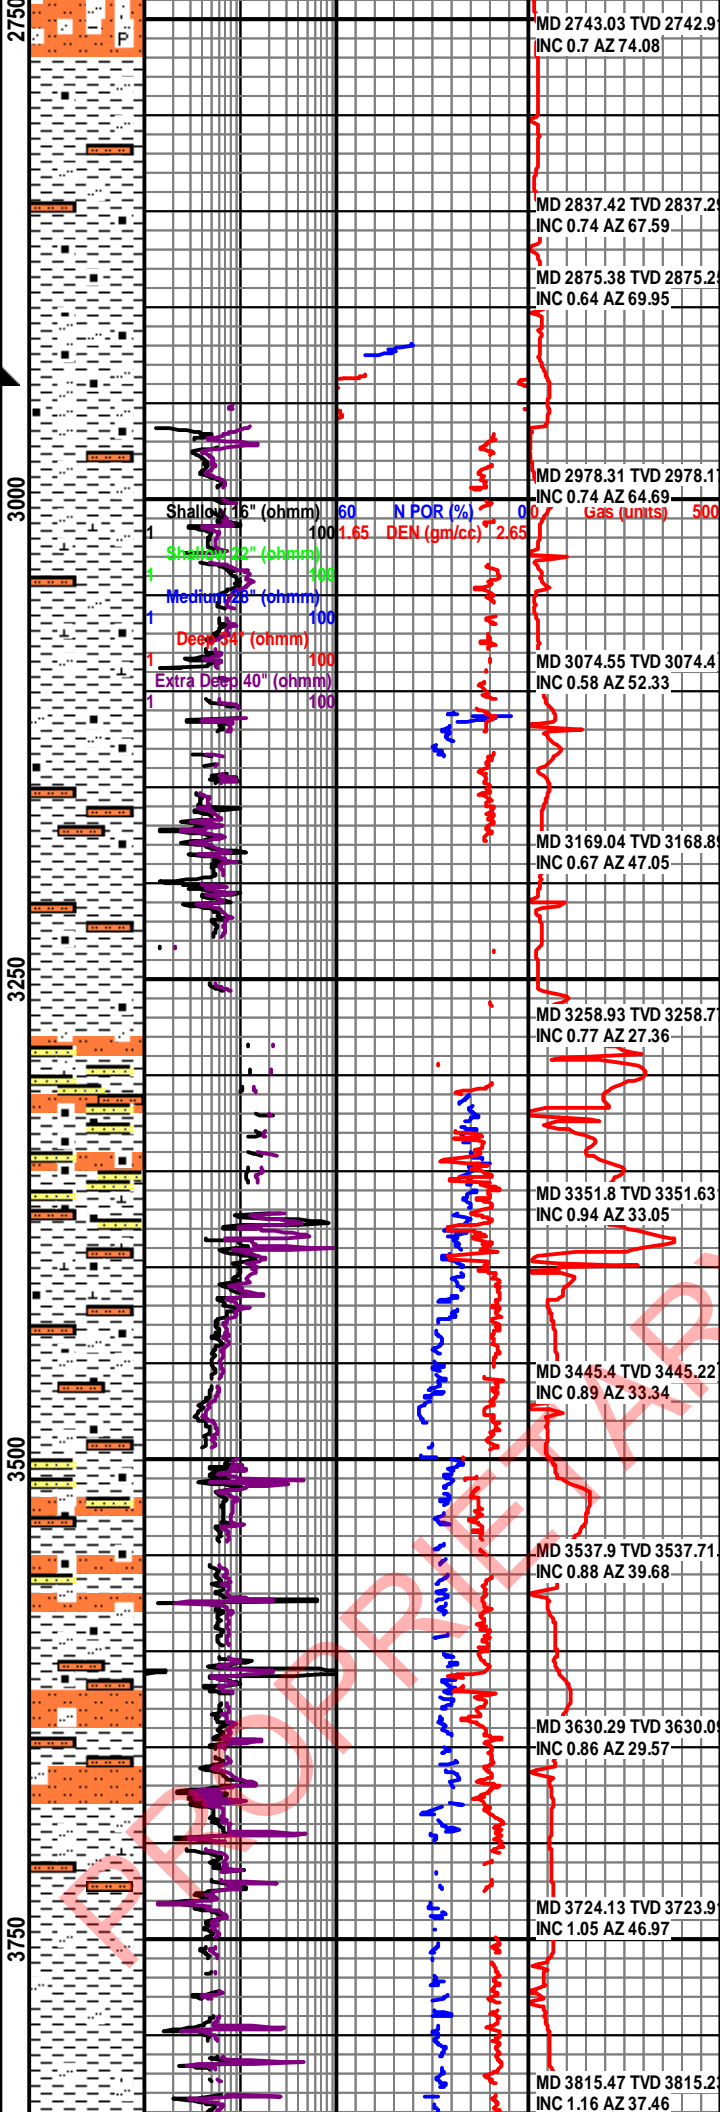 2750
P
MD 2743.03 TVD 2742.9
INC 0.7 AZ 74.08
MD 2837.42 TVD 2837.29
INC 0.74 AZ 67.59
MD 2875.38 TVD 2875.25
INC 0.64 AZ 69.95
MD 2978.31 TVD 2978.17
INC 0.74 AZ 64.69
3000
Shallow 16" (ohmm)
1 100
Shallow 22" (ohmm)
1 100
Medium 28" (ohmm)
1 100
Deep 34" (ohmm)
1 100
Extra Deep 40" (ohmm)
1 100
60 N POR (%) 0
1.65 DEN (gm/cc) 2.65
0 Gas (units) 500
MD 3074.55 TVD 3074.4
INC 0.58 AZ 52.33
MD 3169.04 TVD 3168.89
INC 0.67 AZ 47.05
3250
MD 3258.93 TVD 3258.77
INC 0.77 AZ 27.36
MD 3351.8 TVD 3351.63
INC 0.94 AZ 33.05
MD 3445.4 TVD 3445.22
INC 0.89 AZ 33.34
3500
MD 3537.9 TVD 3537.71
INC 0.88 AZ 39.68
MD 3630.29 TVD 3630.09
INC 0.86 AZ 29.57
MD 3724.13 TVD 3723.91
INC 1.05 AZ 46.97
3750
MD 3815.47 TVD 3815.23
INC 1.16 AZ 37.46
PROPRIETARY